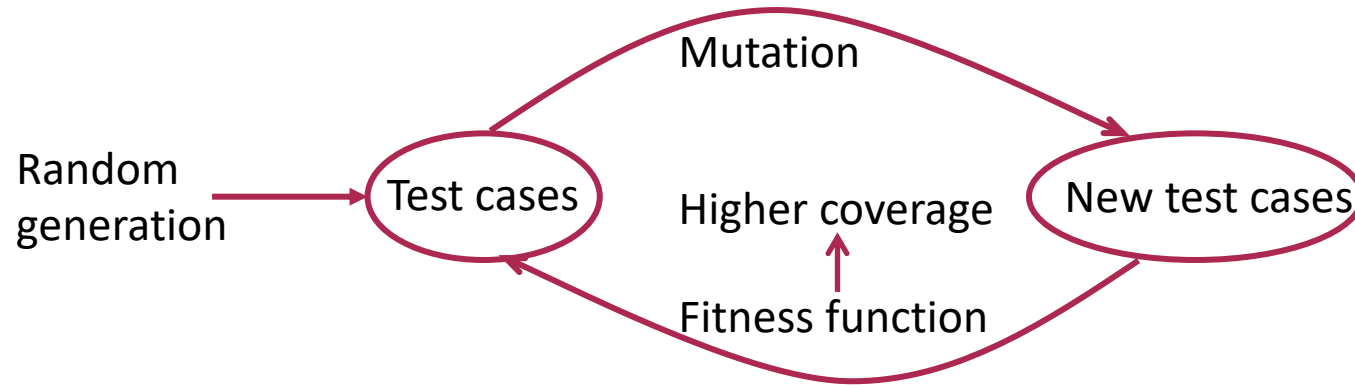 Mutation
Random
generation
Test cases
Higher coverage
New test cases
Fitness function